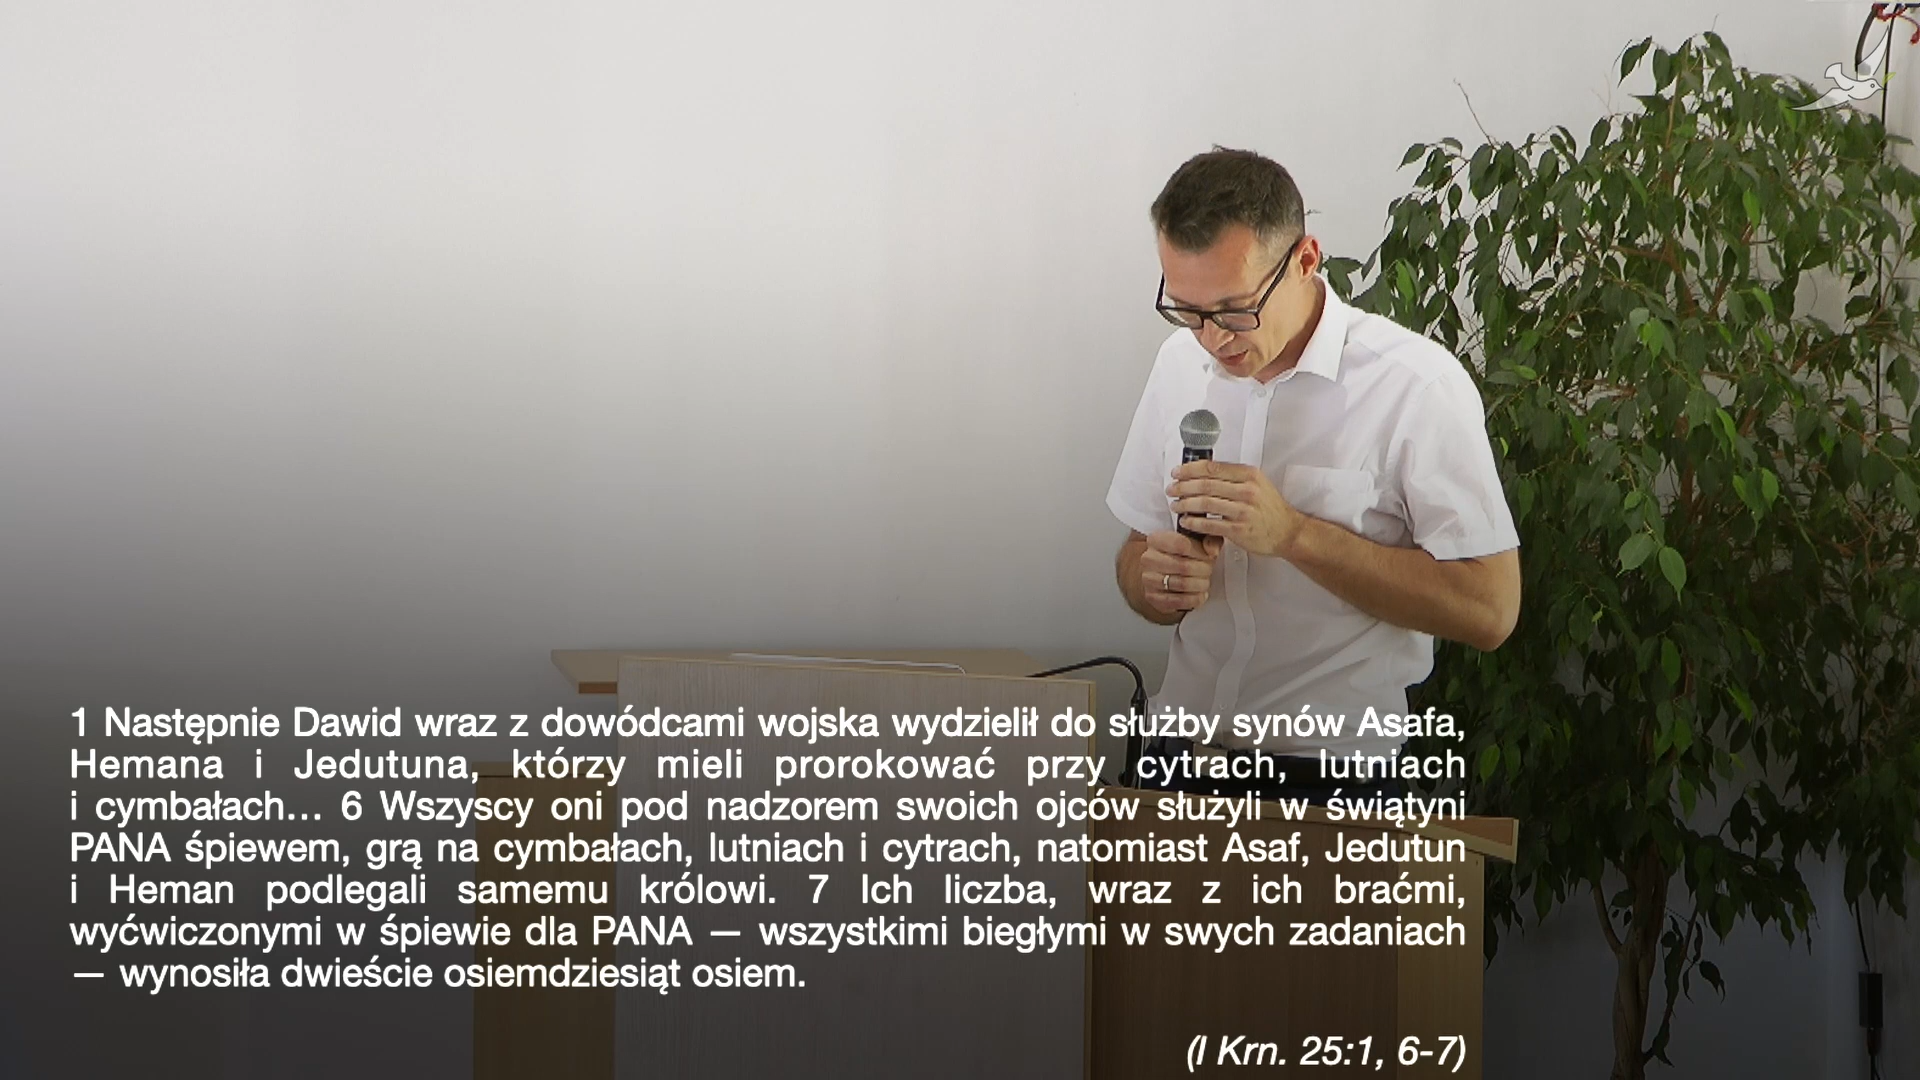 1 Następnie Dawid wraz z dowódcami wojska wydzielił do służby synów Asafa,
Hemana i Jedutuna, którzy mieli prorokować przy cytrach, lutniach
i cymbałach... 6 Wszyscy oni pod nadzorem swoich ojców służyli w świątyni
PANA śpiewem, grą na cymbałach, lutniach i cytrach, natomiast Asaf, Jedutun
i Heman podlegali samemu królowi. 7 Ich liczba, wraz z ich braćmi,
wyćwiczonymi w śpiewie dla PANA — wszystkimi biegłymi w swych zadaniach
— wynosiła dwieście osiemdziesiąt osiem.
(I Krn. 25:1, 6-7)